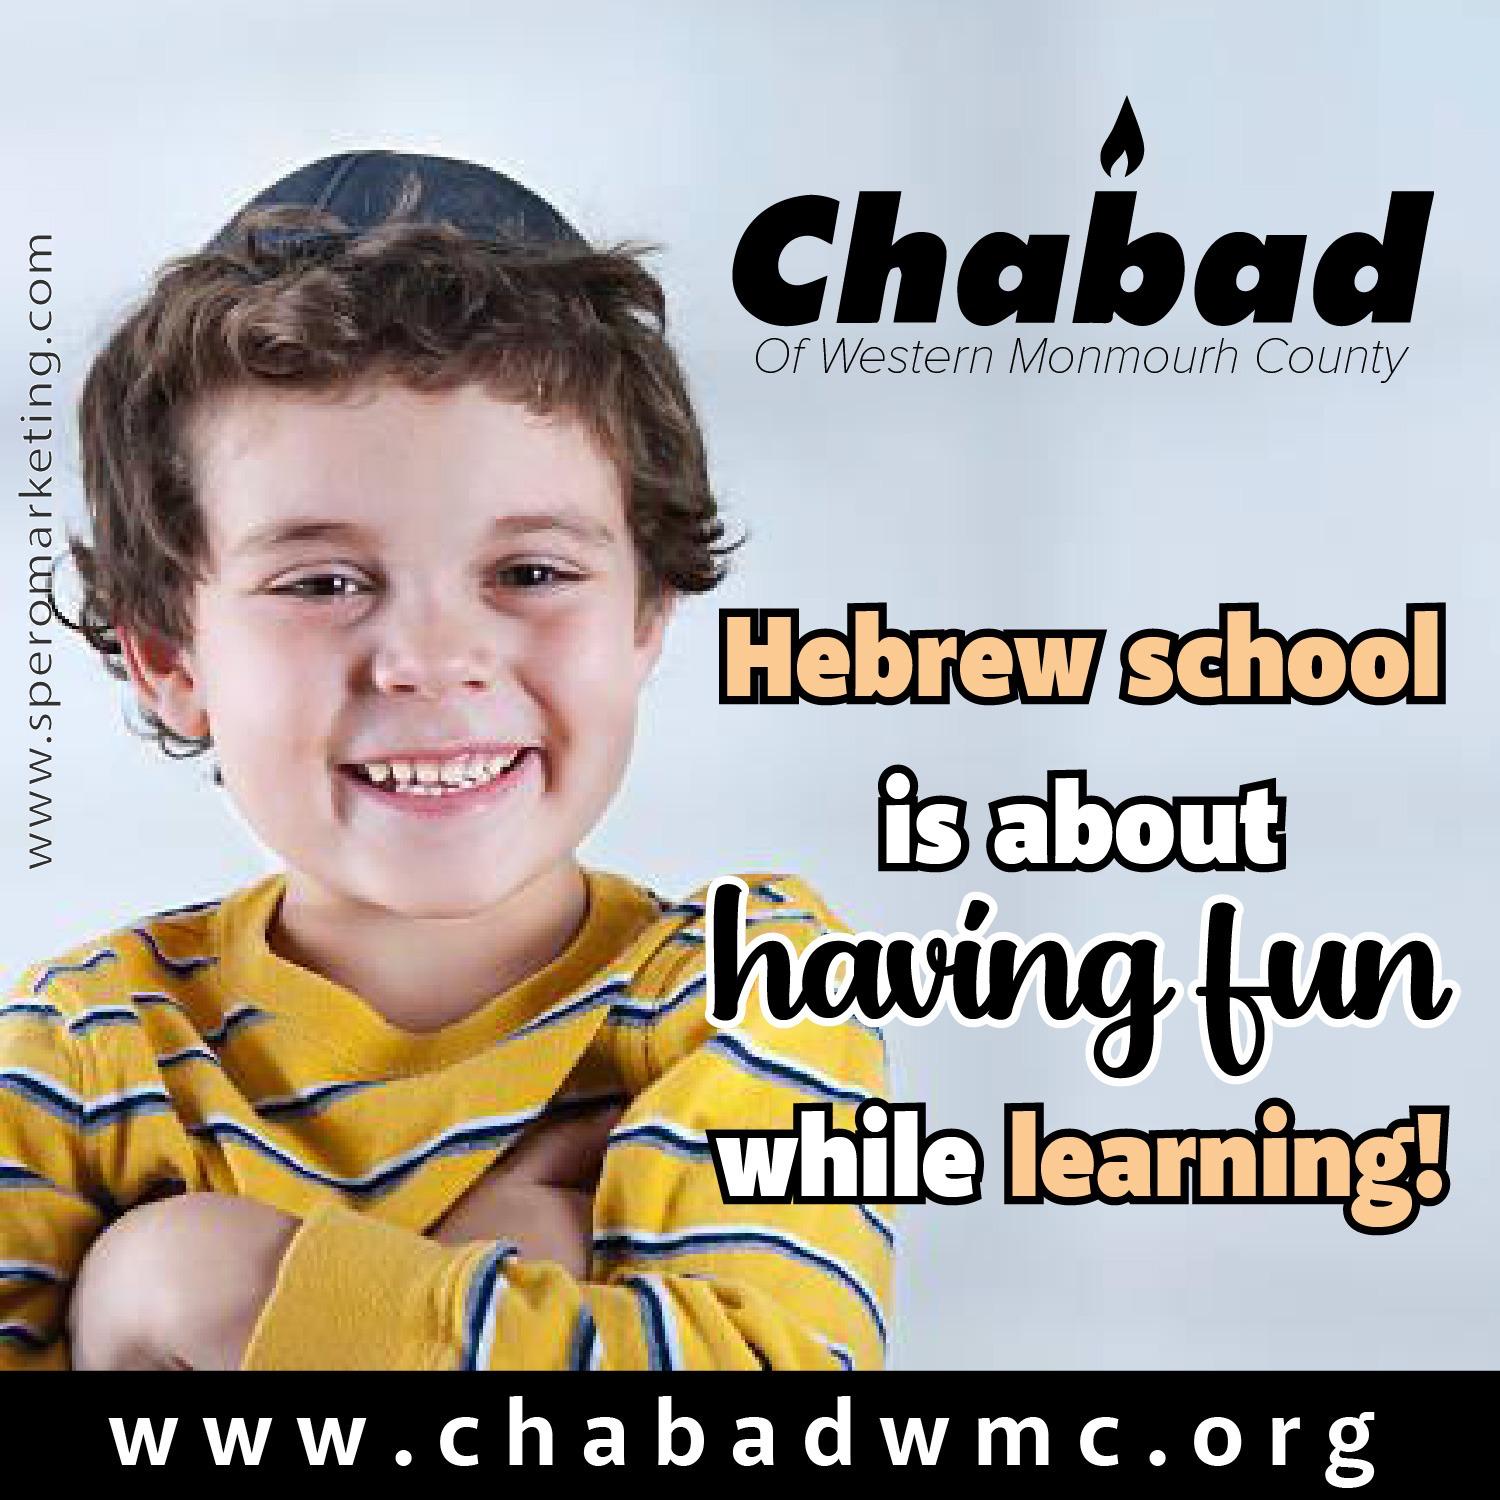 Chabad
Of Western Monmourh County
www.speromarketing.com
Hebrew school
is about
having fun
while learning!
www.chabadwmc.org